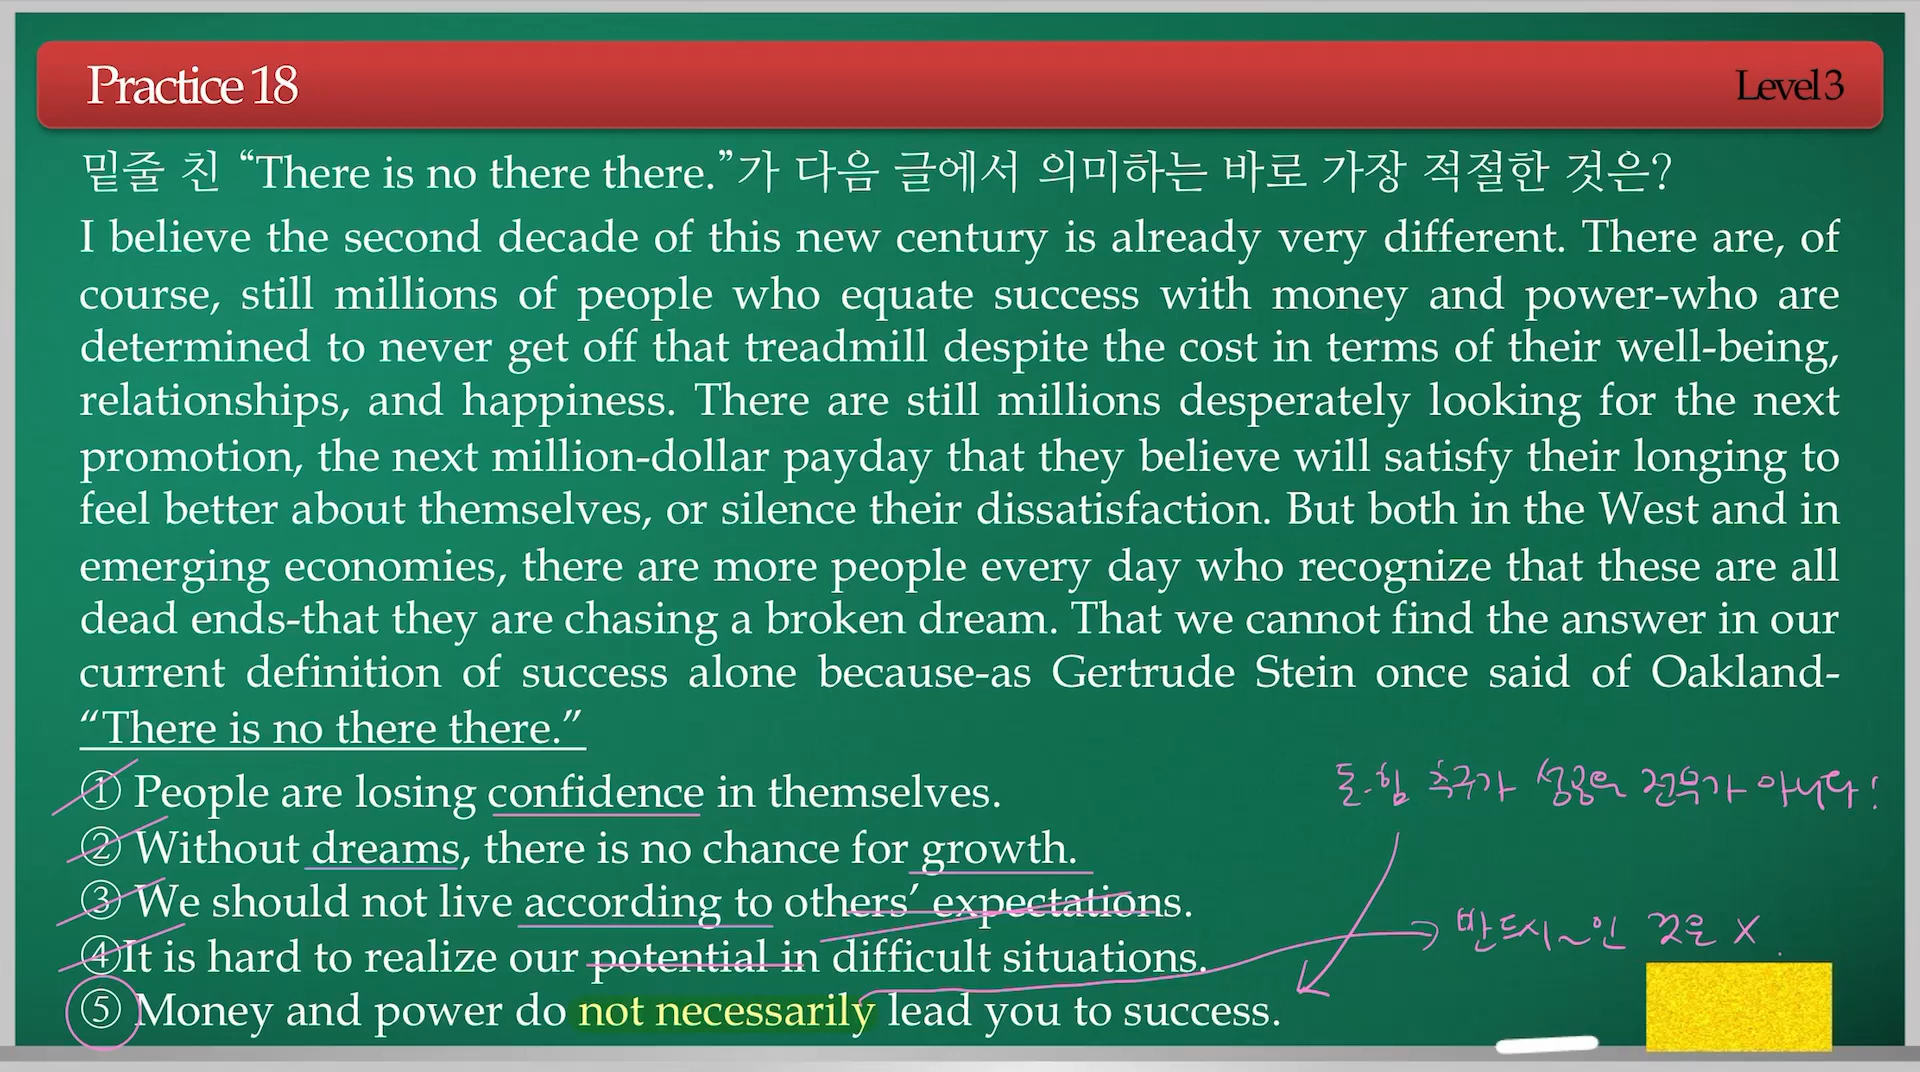 Practice 18
Level 3
밑줄 친 “There is no there there.”가 다음 글에서 의미하는 바로 가장 적절한 것은?
I believe the second decade of this new century is already very different. There are, of
course, still millions of people who equate success with money and power-who are
determined to never get off that treadmill despite the cost in terms of their well-being,
relationships, and happiness. There are still millions desperately looking for the next
promotion, the next million-dollar payday that they believe will satisfy their longing to
feel better about themselves, or silence their dissatisfaction. But both in the West and in
emerging economies, there are more people every day who recognize that these are all
dead ends-that they are chasing a broken dream. That we cannot find the answer in our
current definition of success alone because-as Gertrude Stein once said of Oakland-
“There is no there there.”
① People are losing confidence in themselves.
돈·힘 추구가 성공의 전부가 아니다!
② Without dreams, there is no chance for growth.
③ We should not live according to others’ expectations.
반드시~인 것은 X
④It is hard to realize our potential in difficult situations.
⑤ Money and power do not necessarily lead you to success.